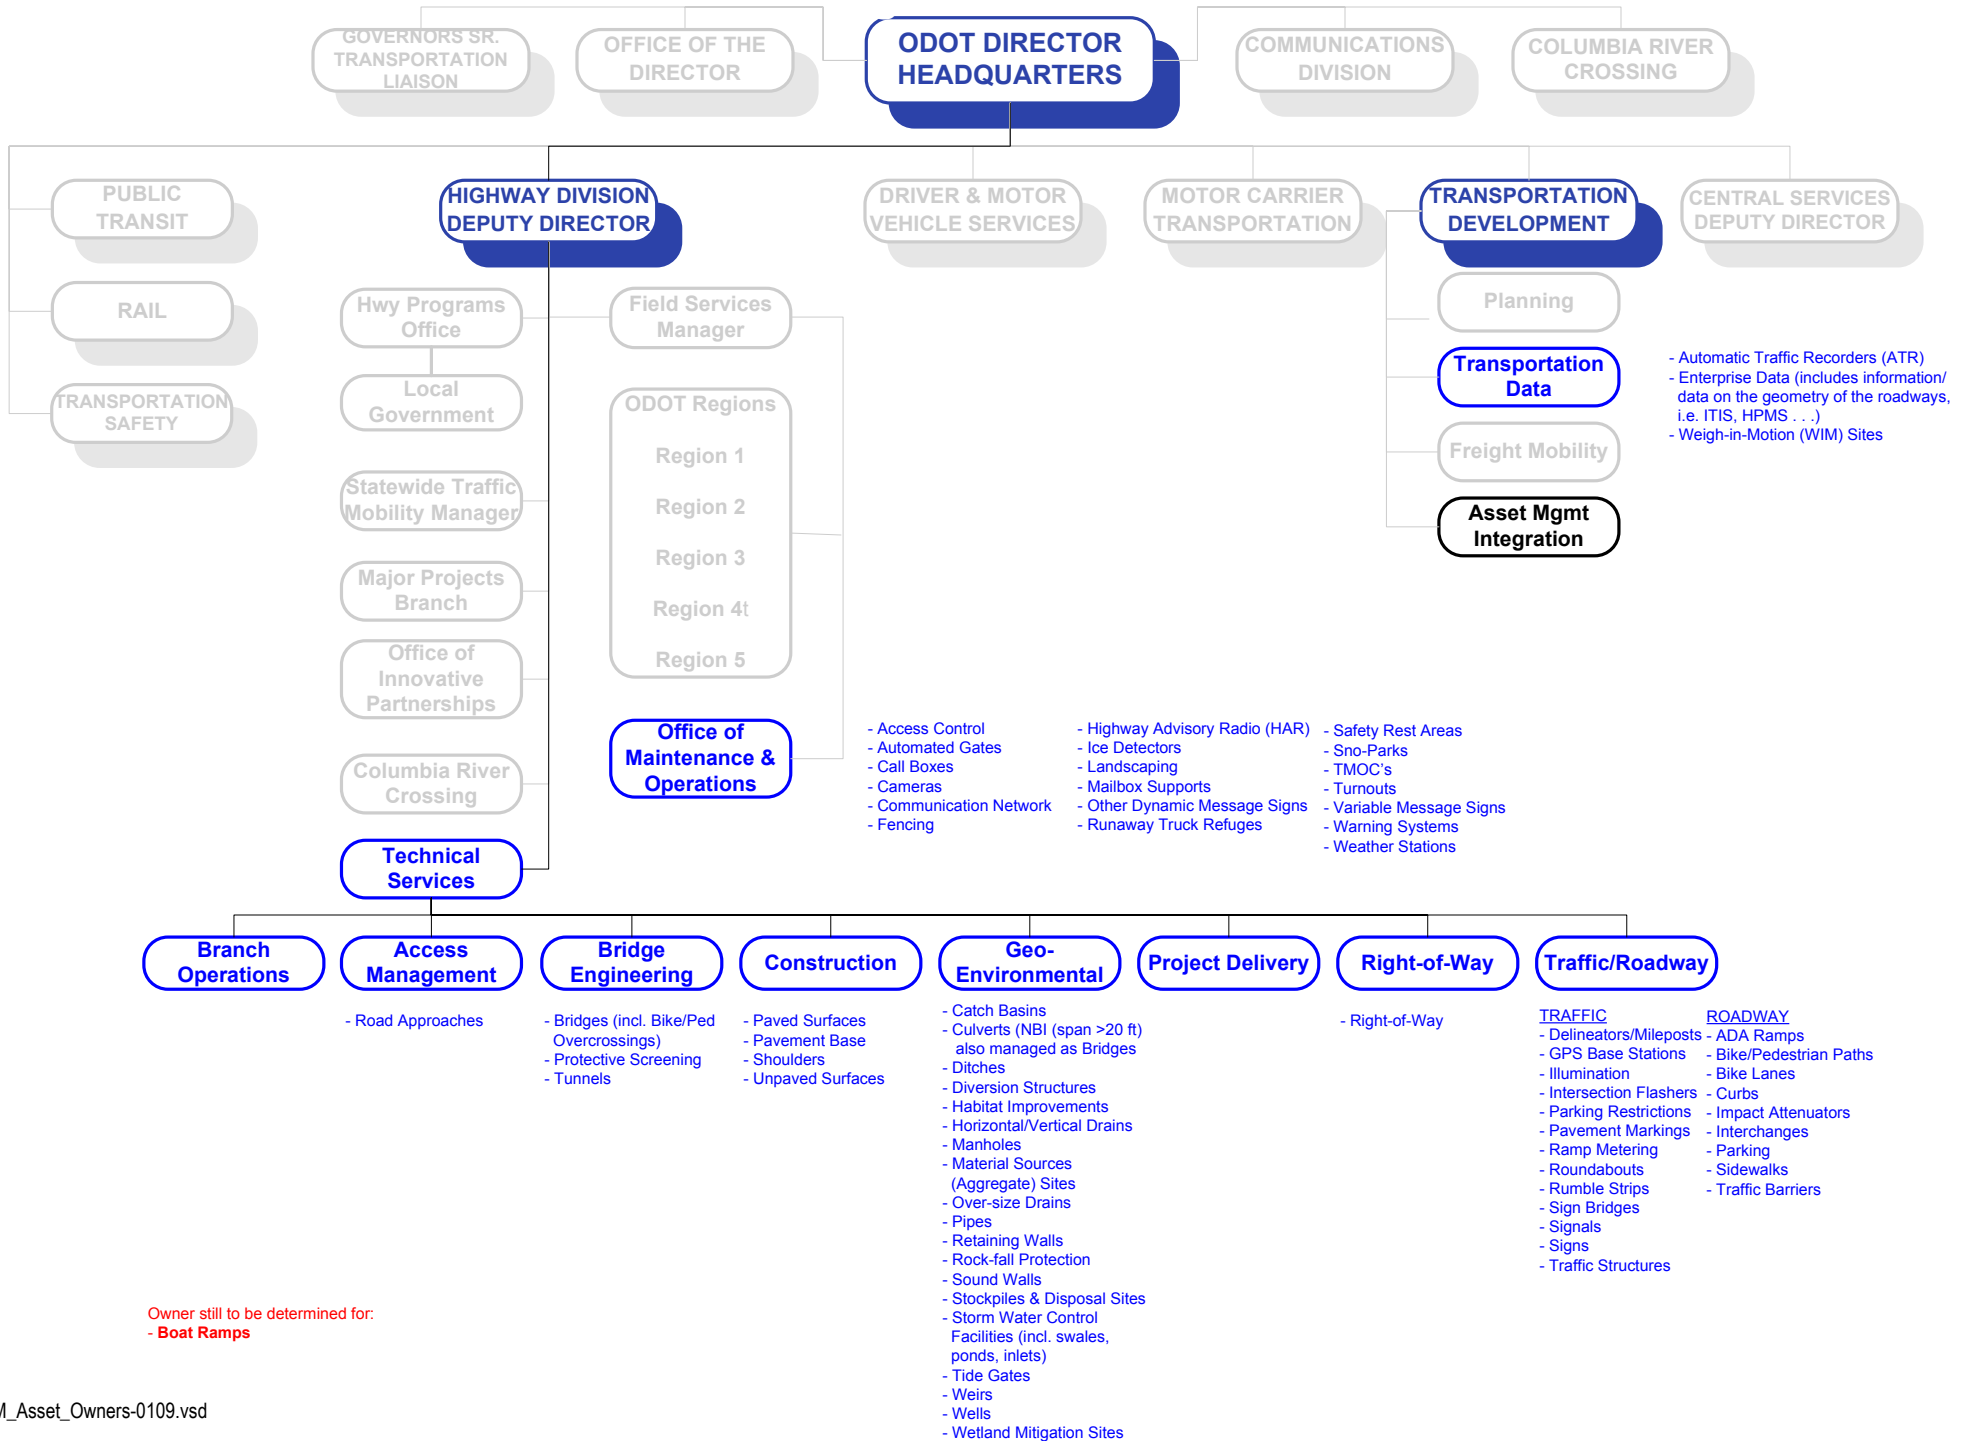 GOVERNORS SR.
TRANSPORTATION
LIAISON
OFFICE OF THE
DIRECTOR
ODOT DIRECTOR
HEADQUARTERS
COMMUNICATIONS
DIVISION
COLUMBIA RIVER
CROSSING
PUBLIC
TRANSIT
HIGHWAY DIVISION
DEPUTY DIRECTOR
DRIVER & MOTOR
VEHICLE SERVICES
MOTOR CARRIER
TRANSPORTATION
TRANSPORTATION
DEVELOPMENT
CENTRAL SERVICES
DEPUTY DIRECTOR
RAIL
TRANSPORTATION
SAFETY
Hwy Programs
Office
Local
Government
Statewide Traffic
Mobility Manager
Major Projects
Branch
Office of
Innovative
Partnerships
Columbia River
Crossing
Technical
Services
Field Services
Manager
ODOT Regions
Region 1
Region 2
Region 3
Region 4t
Region 5
Office of
Maintenance &
Operations
- Access Control
- Automated Gates
- Call Boxes
- Cameras
- Communication Network
- Fencing
- Highway Advisory Radio (HAR)
- Ice Detectors
- Landscaping
- Mailbox Supports
- Other Dynamic Message Signs
- Runaway Truck Refuges
- Safety Rest Areas
- Sno-Parks
- TMOC's
- Turnouts
- Variable Message Signs
- Warning Systems
- Weather Stations
Planning
Transportation
Data
Freight Mobility
Asset Mgmt
Integration
- Automatic Traffic Recorders (ATR)
- Enterprise Data (includes information/
data on the geometry of the roadways,
i.e. ITIS, HPMS . . .)
- Weigh-in-Motion (WIM) Sites
Branch
Operations
Access
Management
- Road Approaches
Bridge
Engineering
- Bridges (incl. Bike/Ped
Overcrossings)
- Protective Screening
- Tunnels
Construction
- Paved Surfaces
- Pavement Base
- Shoulders
- Unpaved Surfaces
Geo-
Environmental
- Catch Basins
- Culverts (NBI (span >20 ft)
also managed as Bridges
- Ditches
- Diversion Structures
- Habitat Improvements
- Horizontal/Vertical Drains
- Manholes
- Material Sources
(Aggregate) Sites
- Over-size Drains
- Pipes
- Retaining Walls
- Rock-fall Protection
- Sound Walls
- Stockpiles & Disposal Sites
- Storm Water Control
Facilities (incl. swales,
ponds, inlets)
- Tide Gates
- Weirs
- Wells
- Wetland Mitigation Sites
Project Delivery
Right-of-Way
- Right-of-Way
Traffic/Roadway
TRAFFIC
- Delineators/Mileposts
- GPS Base Stations
- Illumination
- Intersection Flashers
- Parking Restrictions
- Pavement Markings
- Ramp Metering
- Roundabouts
- Rumble Strips
- Sign Bridges
- Signals
- Signs
- Traffic Structures
ROADWAY
- ADA Ramps
- Bike/Pedestrian Paths
- Bike Lanes
- Curbs
- Impact Attenuators
- Interchanges
- Parking
- Sidewalks
- Traffic Barriers
Owner still to be determined for:
- Boat Ramps
M_Asset_Owners-0109.vsd